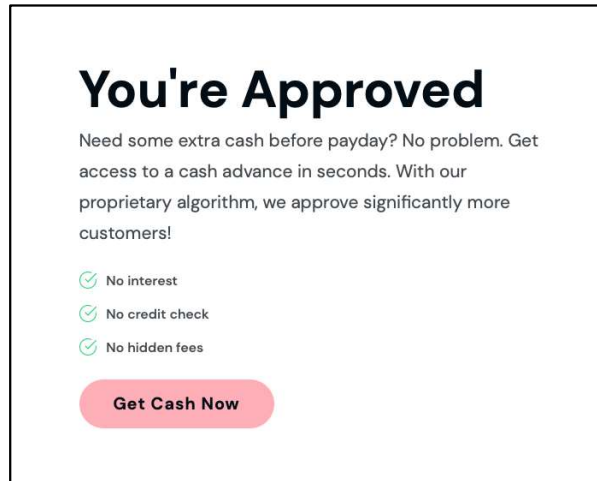 You're Approved
Need some extra cash before payday? No problem. Get
access to a cash advance in seconds. With our
proprietary algorithm, we approve significantly more
customers!
No interest
No credit check
No hidden fees
Get Cash Now